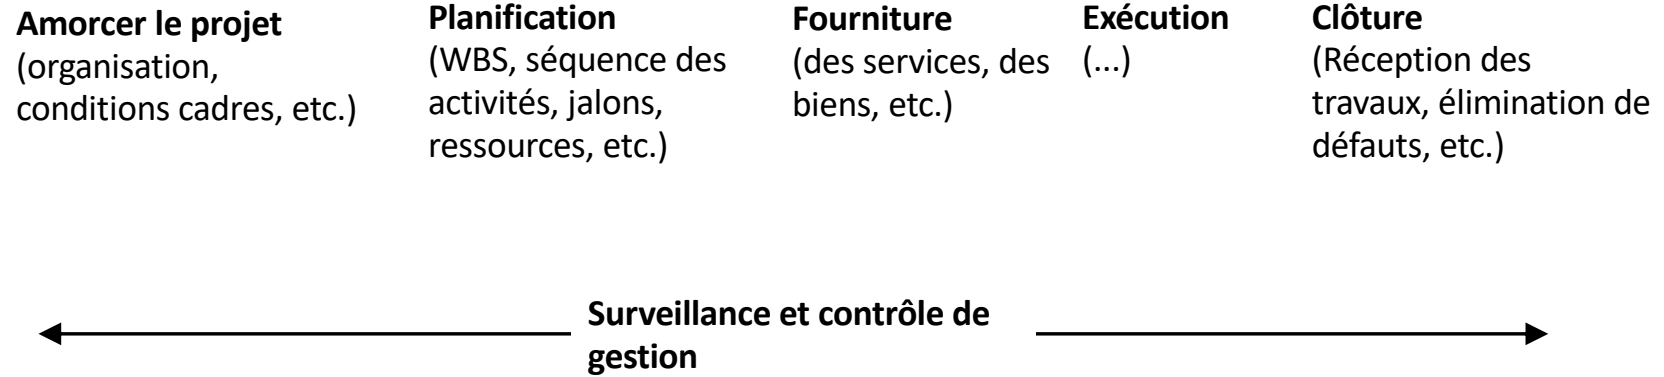 Amorcer le projet
(organisation,
conditions cadres, etc.)
Planification
(WBS, séquence des
activités, jalons,
ressources, etc.)
Fourniture
(des services, des
biens, etc.)
Exécution
(...)
Clôture
(Réception des
travaux, élimination de
défauts, etc.)
Surveillance et contrôle de
gestion